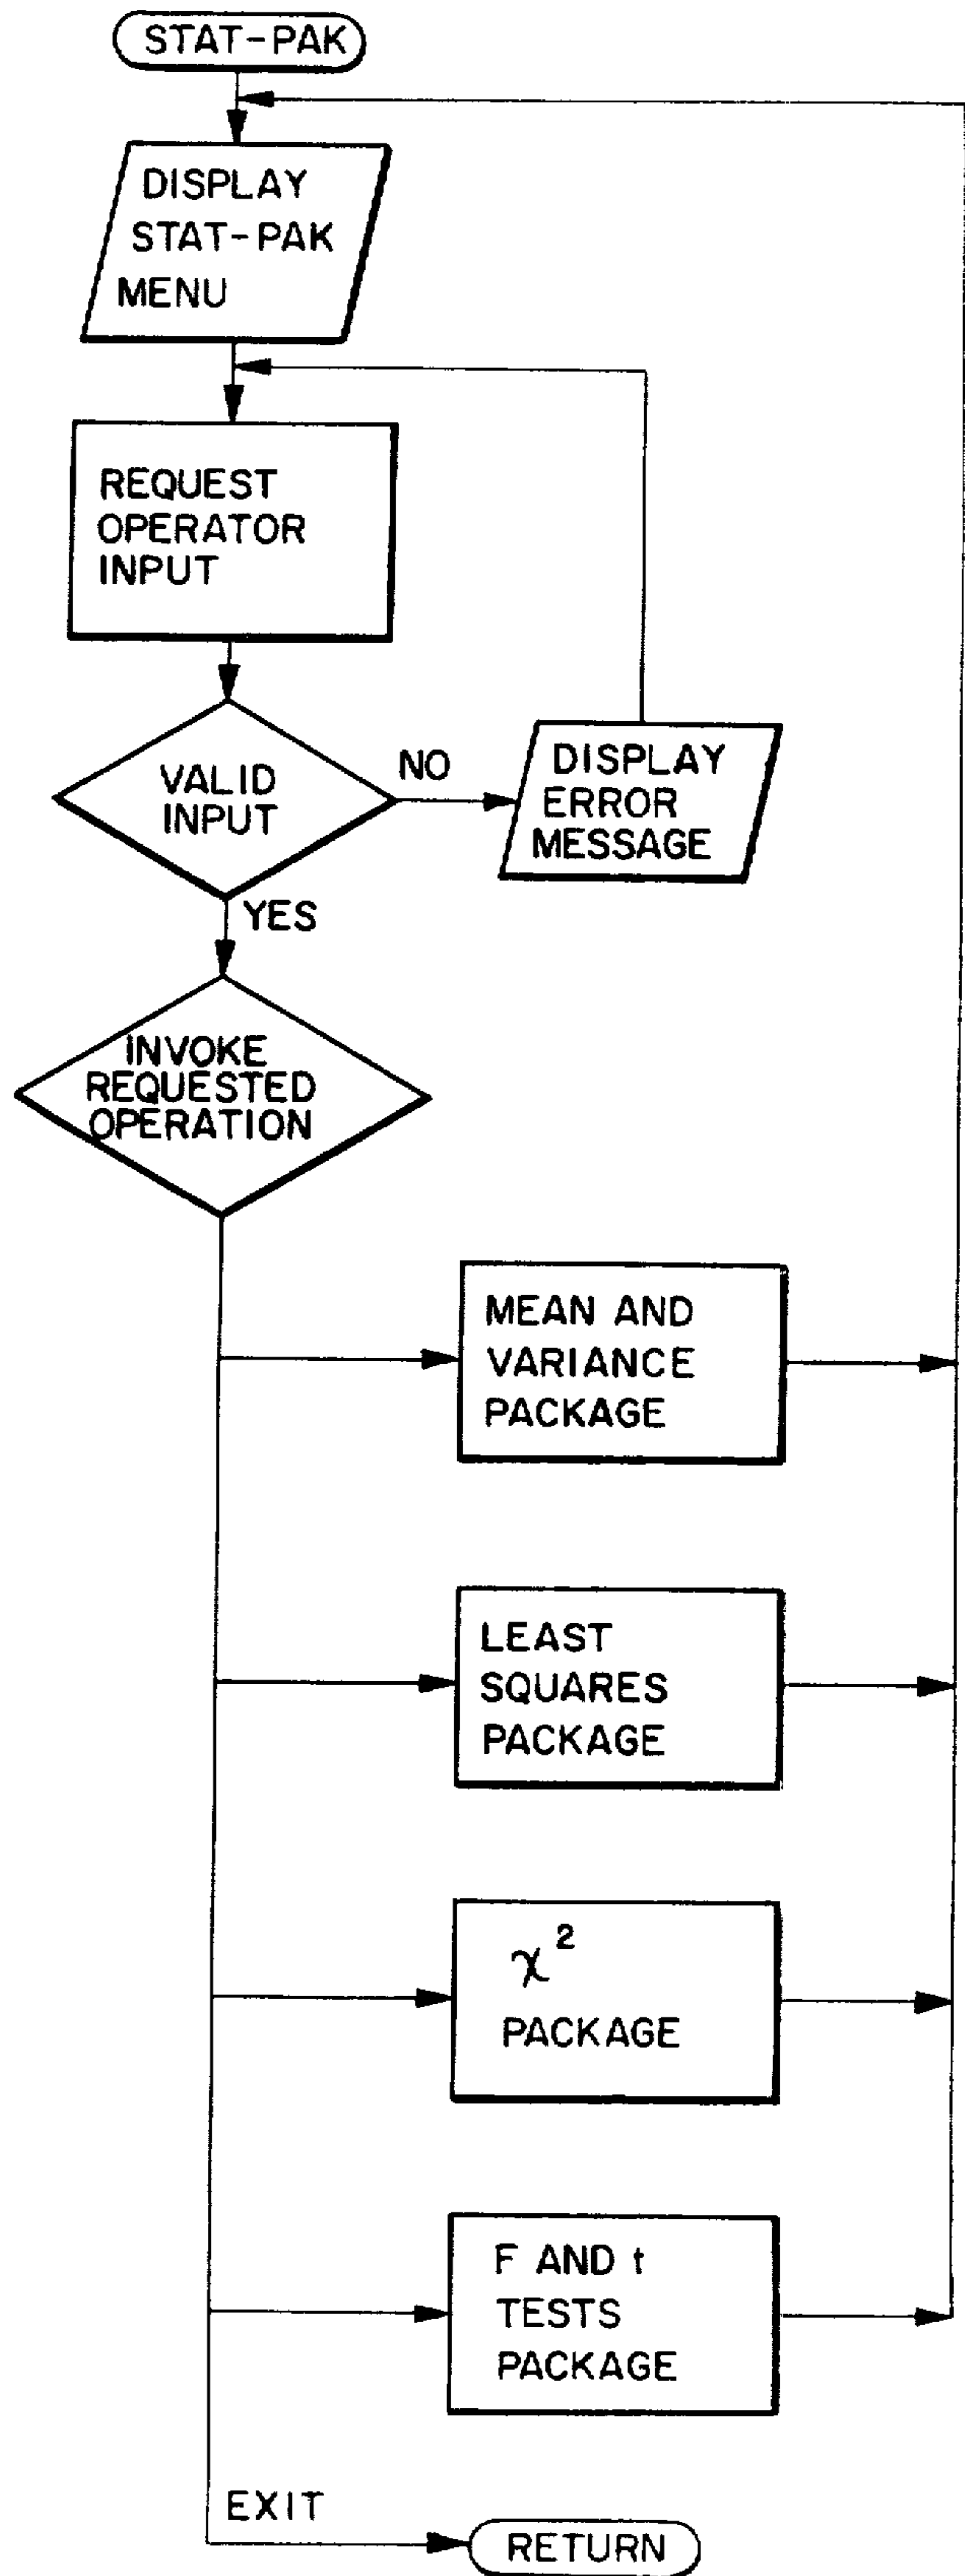 STAT-PAK
DISPLAY
STAT-PAK
MENU
REQUEST
OPERATOR
INPUT
VALID
INPUT
NO
DISPLAY
ERROR
MESSAGE
YES
INVOKE
REQUESTED
OPERATION
MEAN AND
VARIANCE
PACKAGE
LEAST
SQUARES
PACKAGE
χ²
PACKAGE
F AND t
TESTS
PACKAGE
EXIT
RETURN